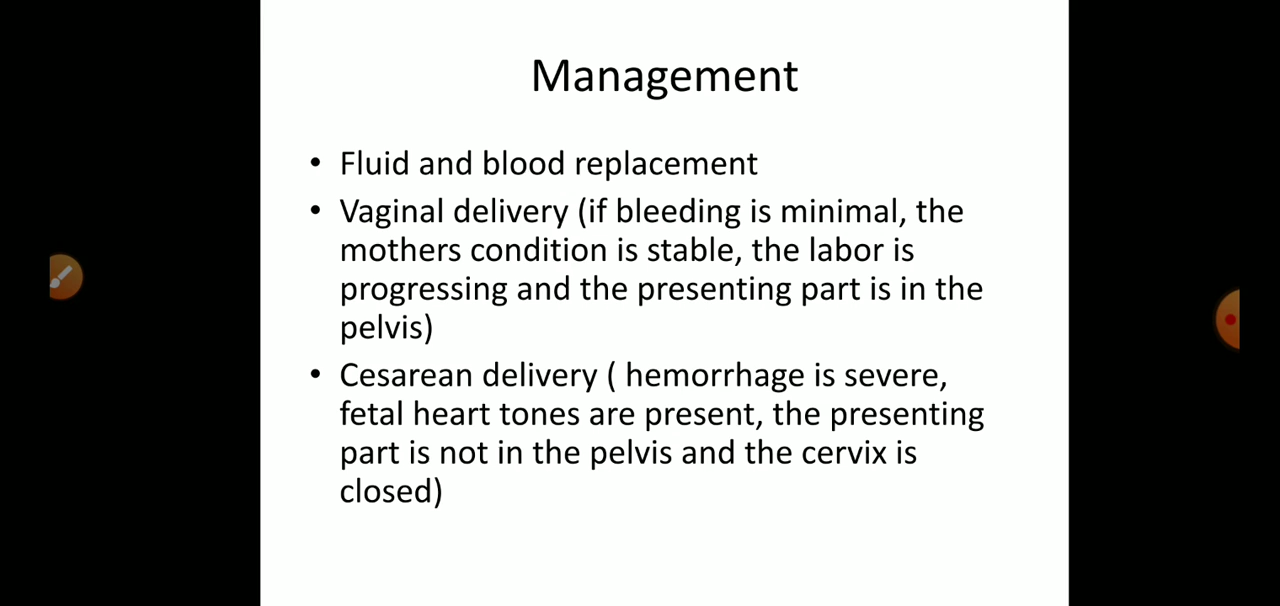 Management
• Fluid and blood replacement
• Vaginal delivery (if bleeding is minimal, the
mothers condition is stable, the labor is
progressing and the presenting part is in the
pelvis)
• Cesarean delivery ( hemorrhage is severe,
fetal heart tones are present, the presenting
part is not in the pelvis and the cervix is
closed)